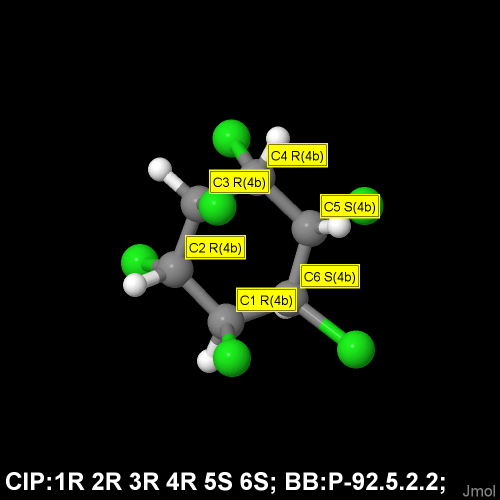 C4 R(4b)
C3 R(4b)
C5 S(4b)
C2 R(4b)
C6 S(4b)
C1 R(4b)
CIP:1R 2R 3R 4R 5S 6S; BB:P-92.5.2.2;
Jmol